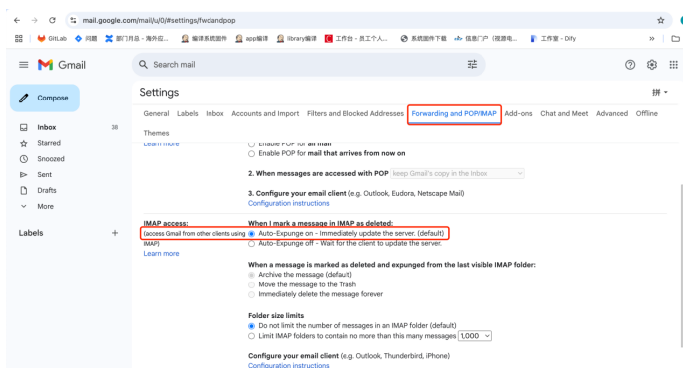 mail.google.com/mail/u/0/#settings/fwdandpop
GitLab 问题 部门月总 - 海外应... 编译系统固件 app编译 library编译 工作台 - 员工个人... 系统固件下载 信息门户（视源电... 工作室 - Dify
Gmail
Search mail
Compose
Inbox 38
Starred
Snoozed
Sent
Drafts
More
Labels +
Settings
拼
General Labels Inbox Accounts and Import Filters and Blocked Addresses Forwarding and POP/IMAP Add-ons Chat and Meet Advanced Offline
Themes
Learn more
Enable POP for all mail
Enable POP for mail that arrives from now on
2. When messages are accessed with POP keep Gmail's copy in the Inbox
3. Configure your email client (e.g. Outlook, Eudora, Netscape Mail)
Configuration instructions
IMAP access:
(access Gmail from other clients using
IMAP)
Learn more
When I mark a message in IMAP as deleted:
Auto-Expunge on - Immediately update the server. (default)
Auto-Expunge off - Wait for the client to update the server.
When a message is marked as deleted and expunged from the last visible IMAP folder:
Archive the message (default)
Move the message to the Trash
Immediately delete the message forever
Folder size limits
Do not limit the number of messages in an IMAP folder (default)
Limit IMAP folders to contain no more than this many messages 1,000
Configure your email client (e.g. Outlook, Thunderbird, iPhone)
Configuration instructions